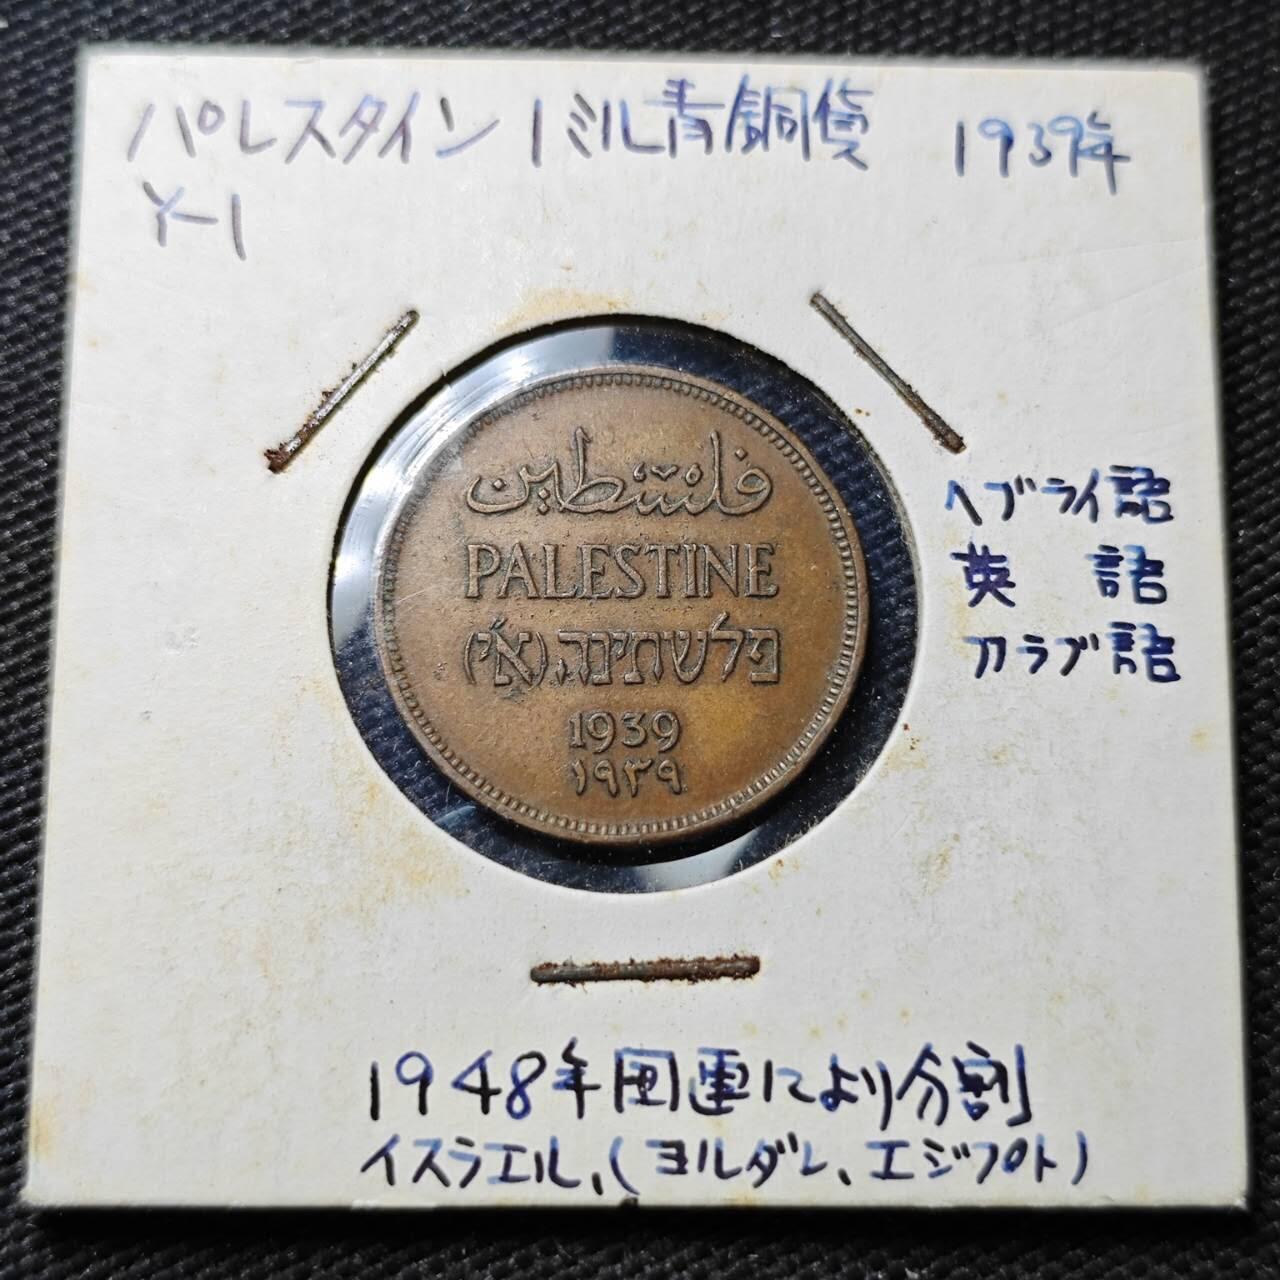 パレスタイン 1ミル青銅貨 1939年
Y-1
فلسطين
PALESTINE
פלשתינה (א״י)
1939
١٩٣٩
ヘブライ語
英 語
アラブ語
1948年国連により分割
イスラエル、(ヨルダン、エジプト)